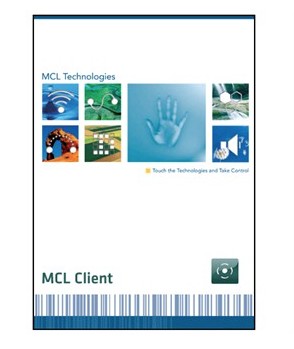 MCL Technologies
Touch the Technologies and Take Control
MCL Client